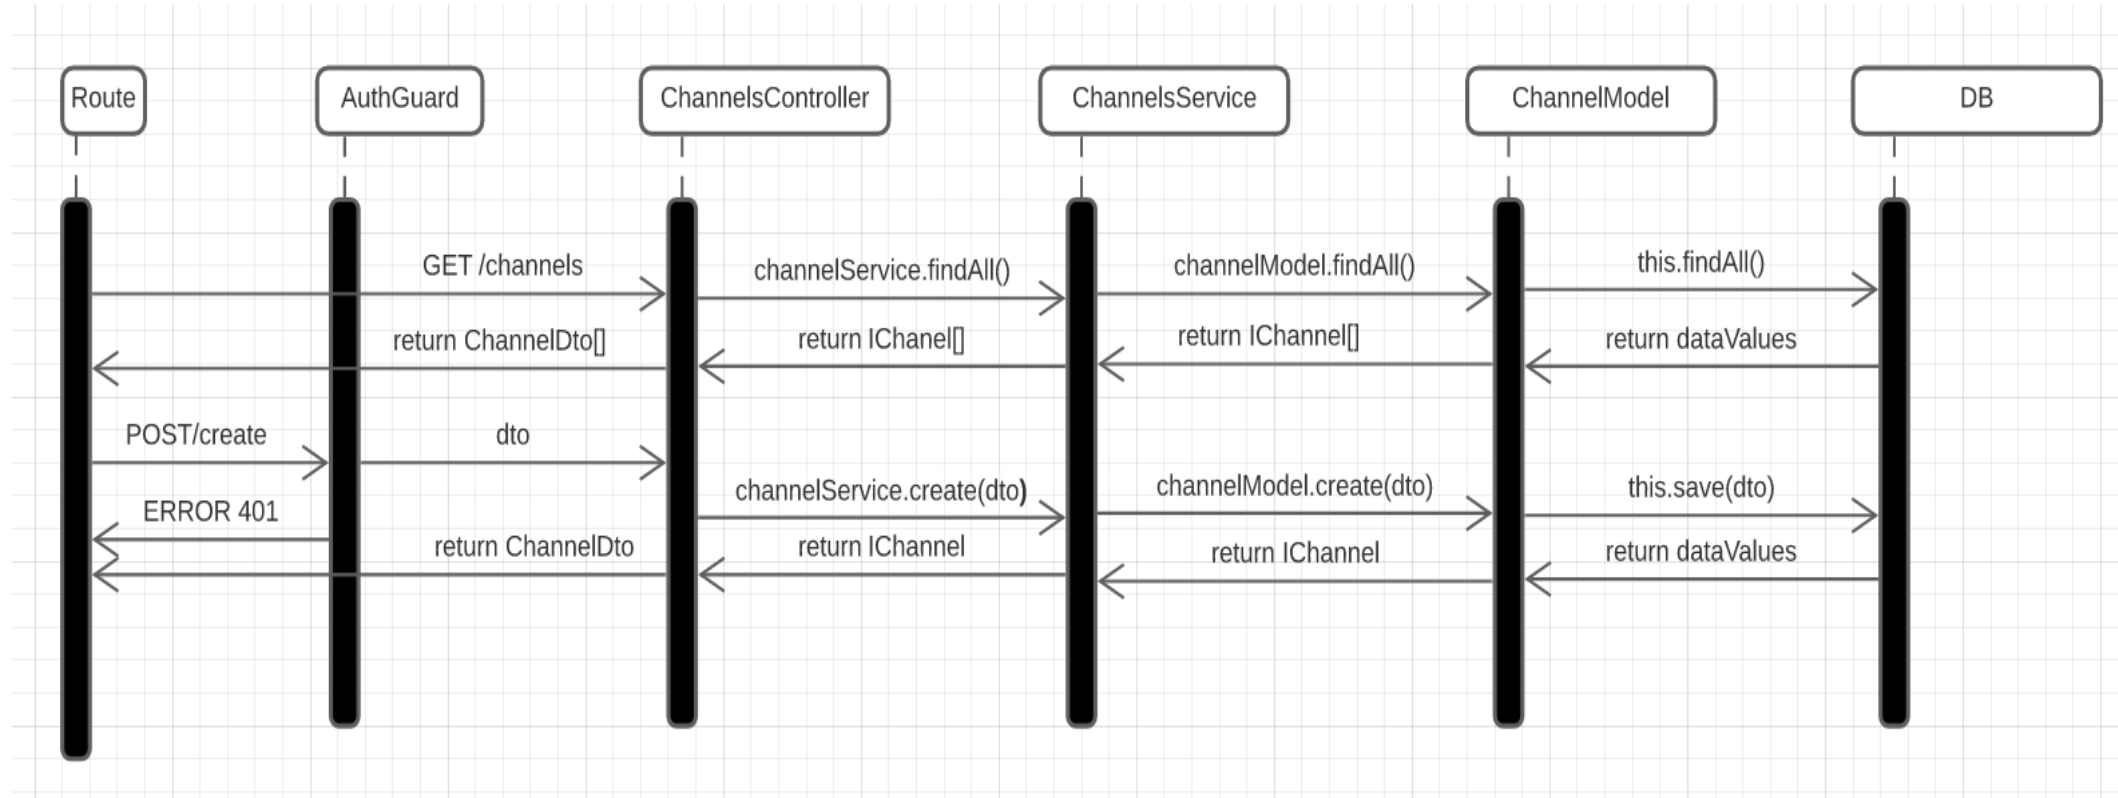 Route
AuthGuard
ChannelsController
ChannelsService
ChannelModel
DB
GET /channels
channelService.findAll()
channelModel.findAll()
this.findAll()
return ChannelDto[]
return IChanel[]
return IChannel[]
return dataValues
POST/create
dto
channelService.create(dto)
channelModel.create(dto)
this.save(dto)
ERROR 401
return ChannelDto
return IChannel
return IChannel
return dataValues